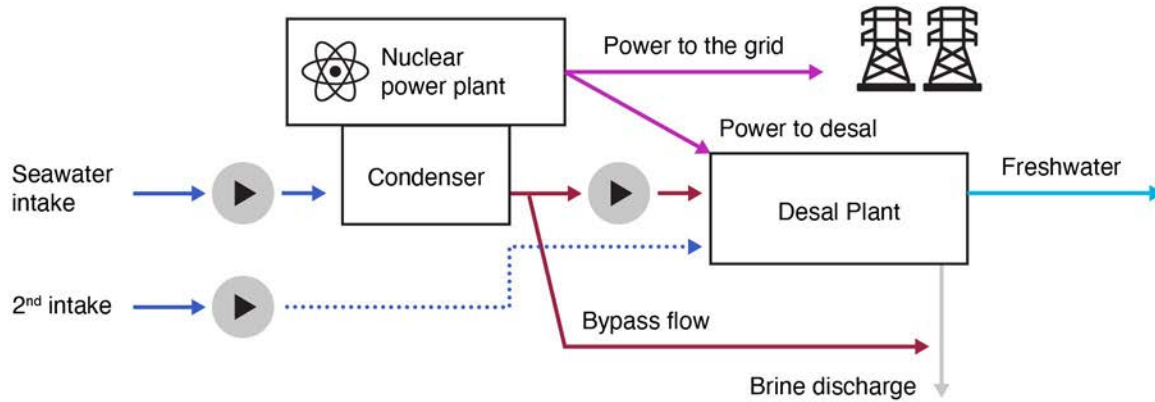 Nuclear
power plant
Power to the grid
Power to desal
Seawater
intake
Condenser
Freshwater
Desal Plant
2nd intake
Bypass flow
Brine discharge